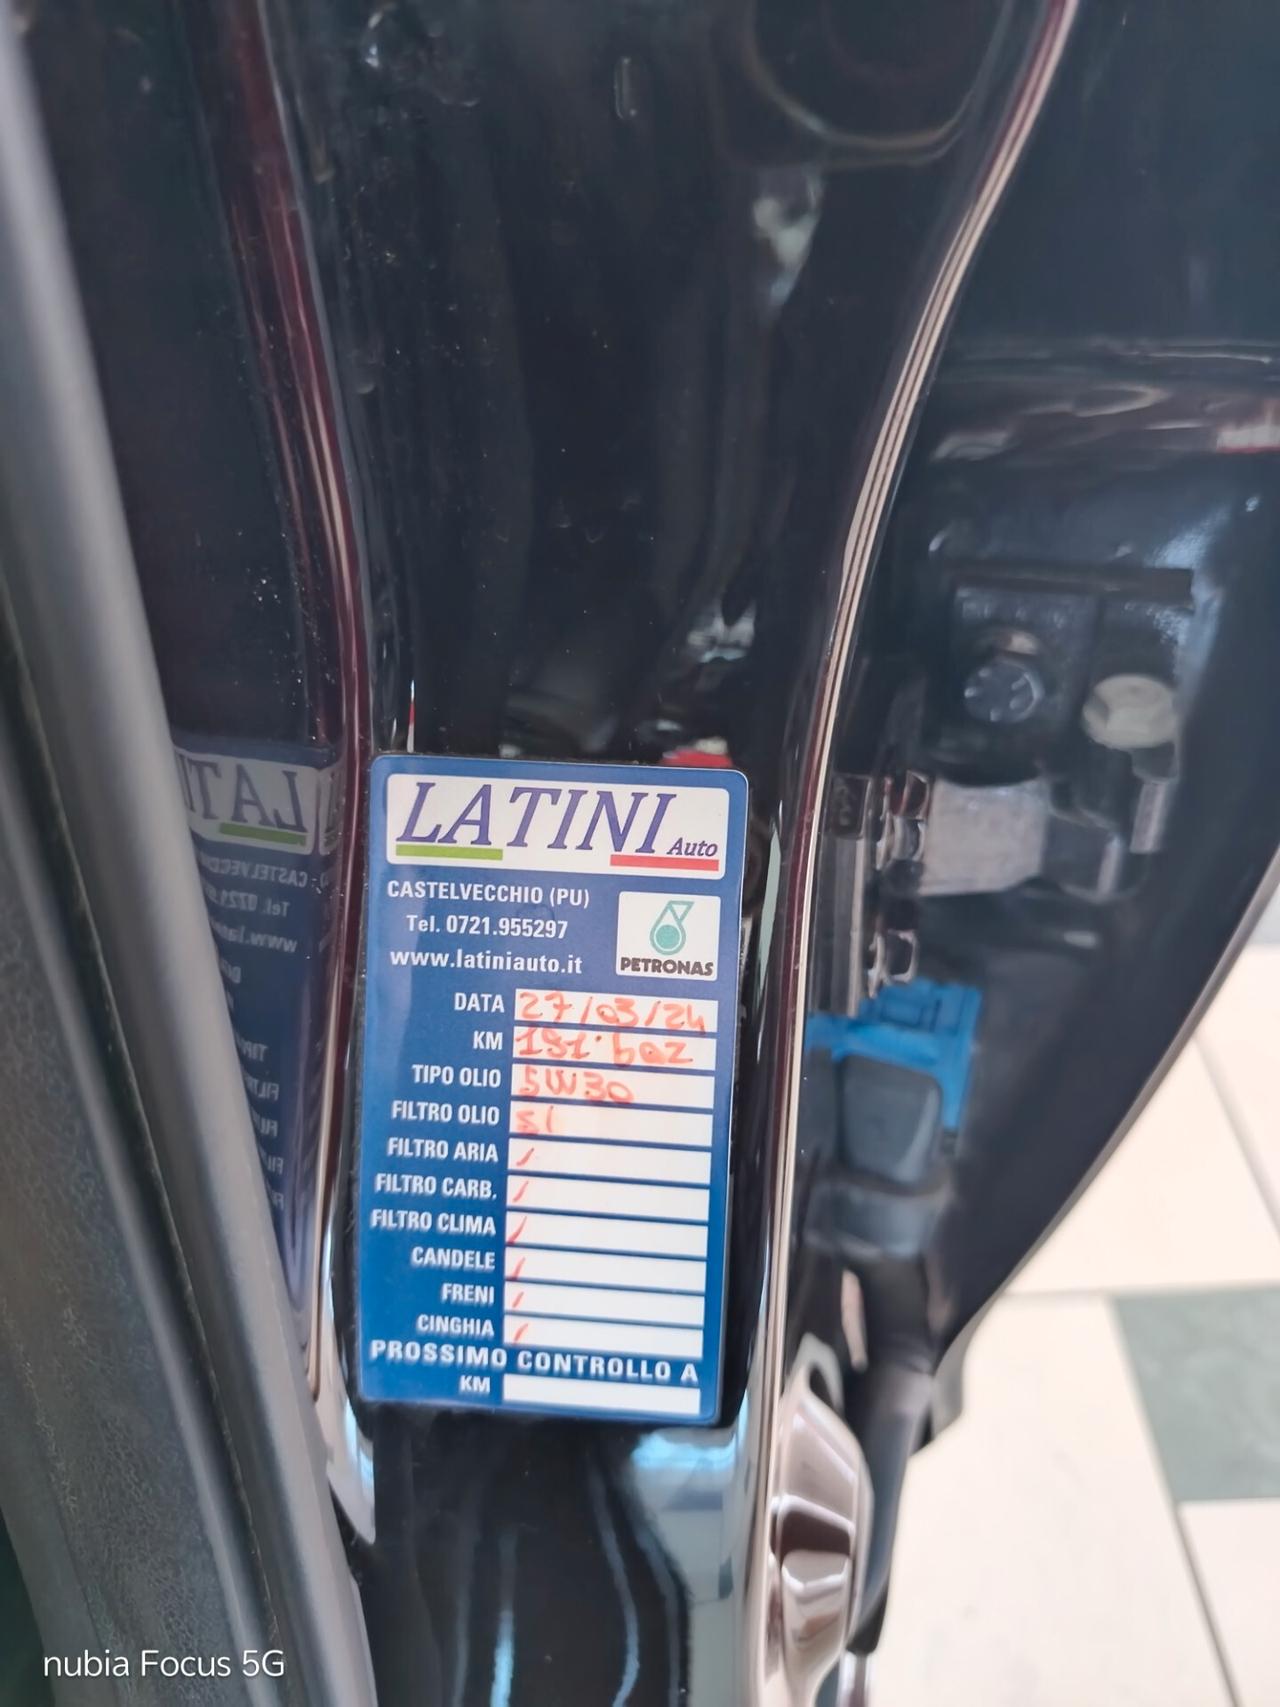 LATINI Auto
CASTELVECCHIO (PU)
Tel. 0721.955297
www.latiniauto.it
PETRONAS
DATA 27/03/24
KM
TIPO OLIO 5W30
FILTRO OLIO SI
FILTRO ARIA /
FILTRO CARB. /
FILTRO CLIMA /
CANDELE /
FRENI /
CINGHIA /
PROSSIMO CONTROLLO A
KM
nubia Focus 5G